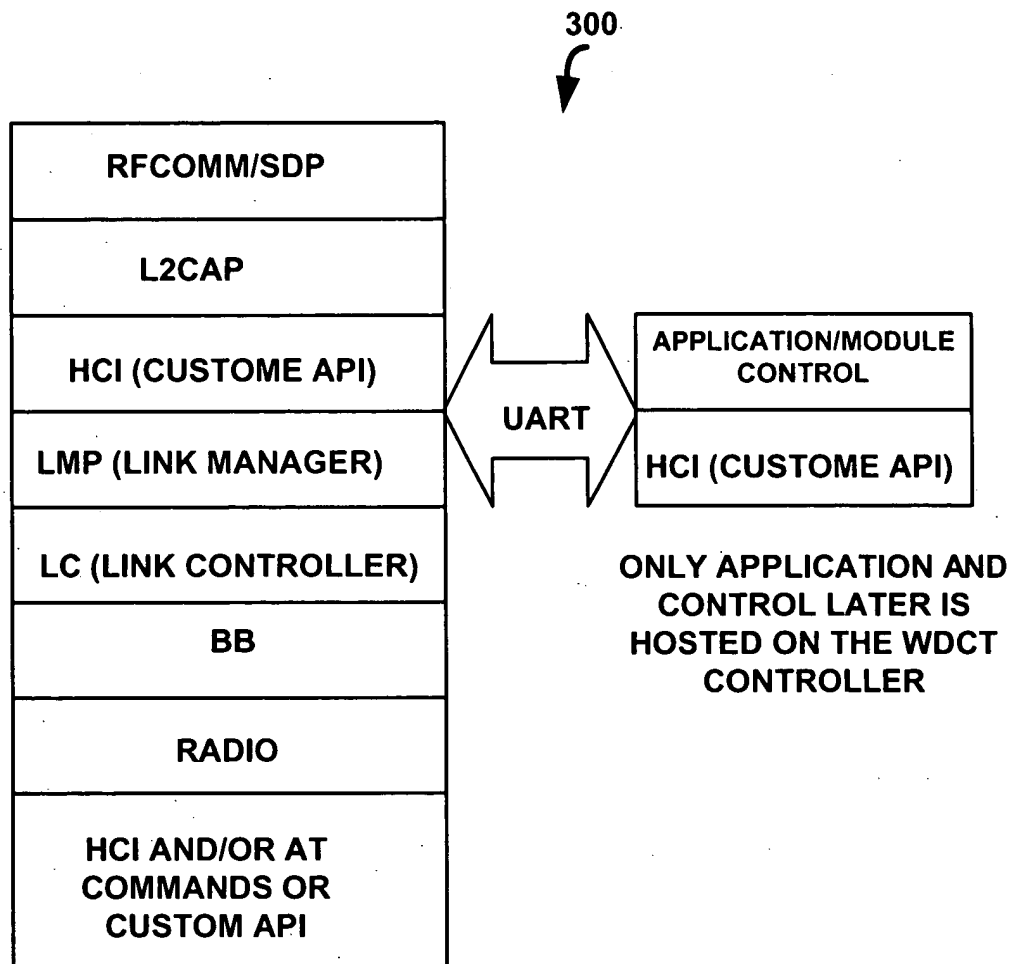 300
RFCOMM/SDP
L2CAP
HCI (CUSTOME API)
LMP (LINK MANAGER)
LC (LINK CONTROLLER)
BB
RADIO
HCI AND/OR AT
COMMANDS OR
CUSTOM API
UART
APPLICATION/MODULE
CONTROL
HCI (CUSTOME API)
ONLY APPLICATION AND
CONTROL LATER IS
HOSTED ON THE WDCT
CONTROLLER